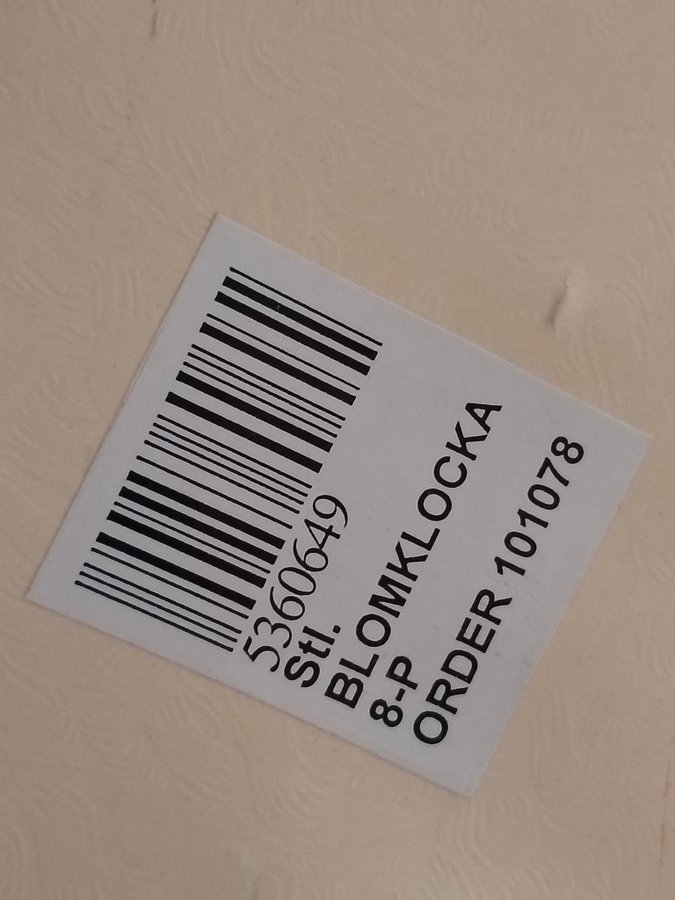 5360649
Stl.
BLOMKLOCKA
8-P
ORDER 101078